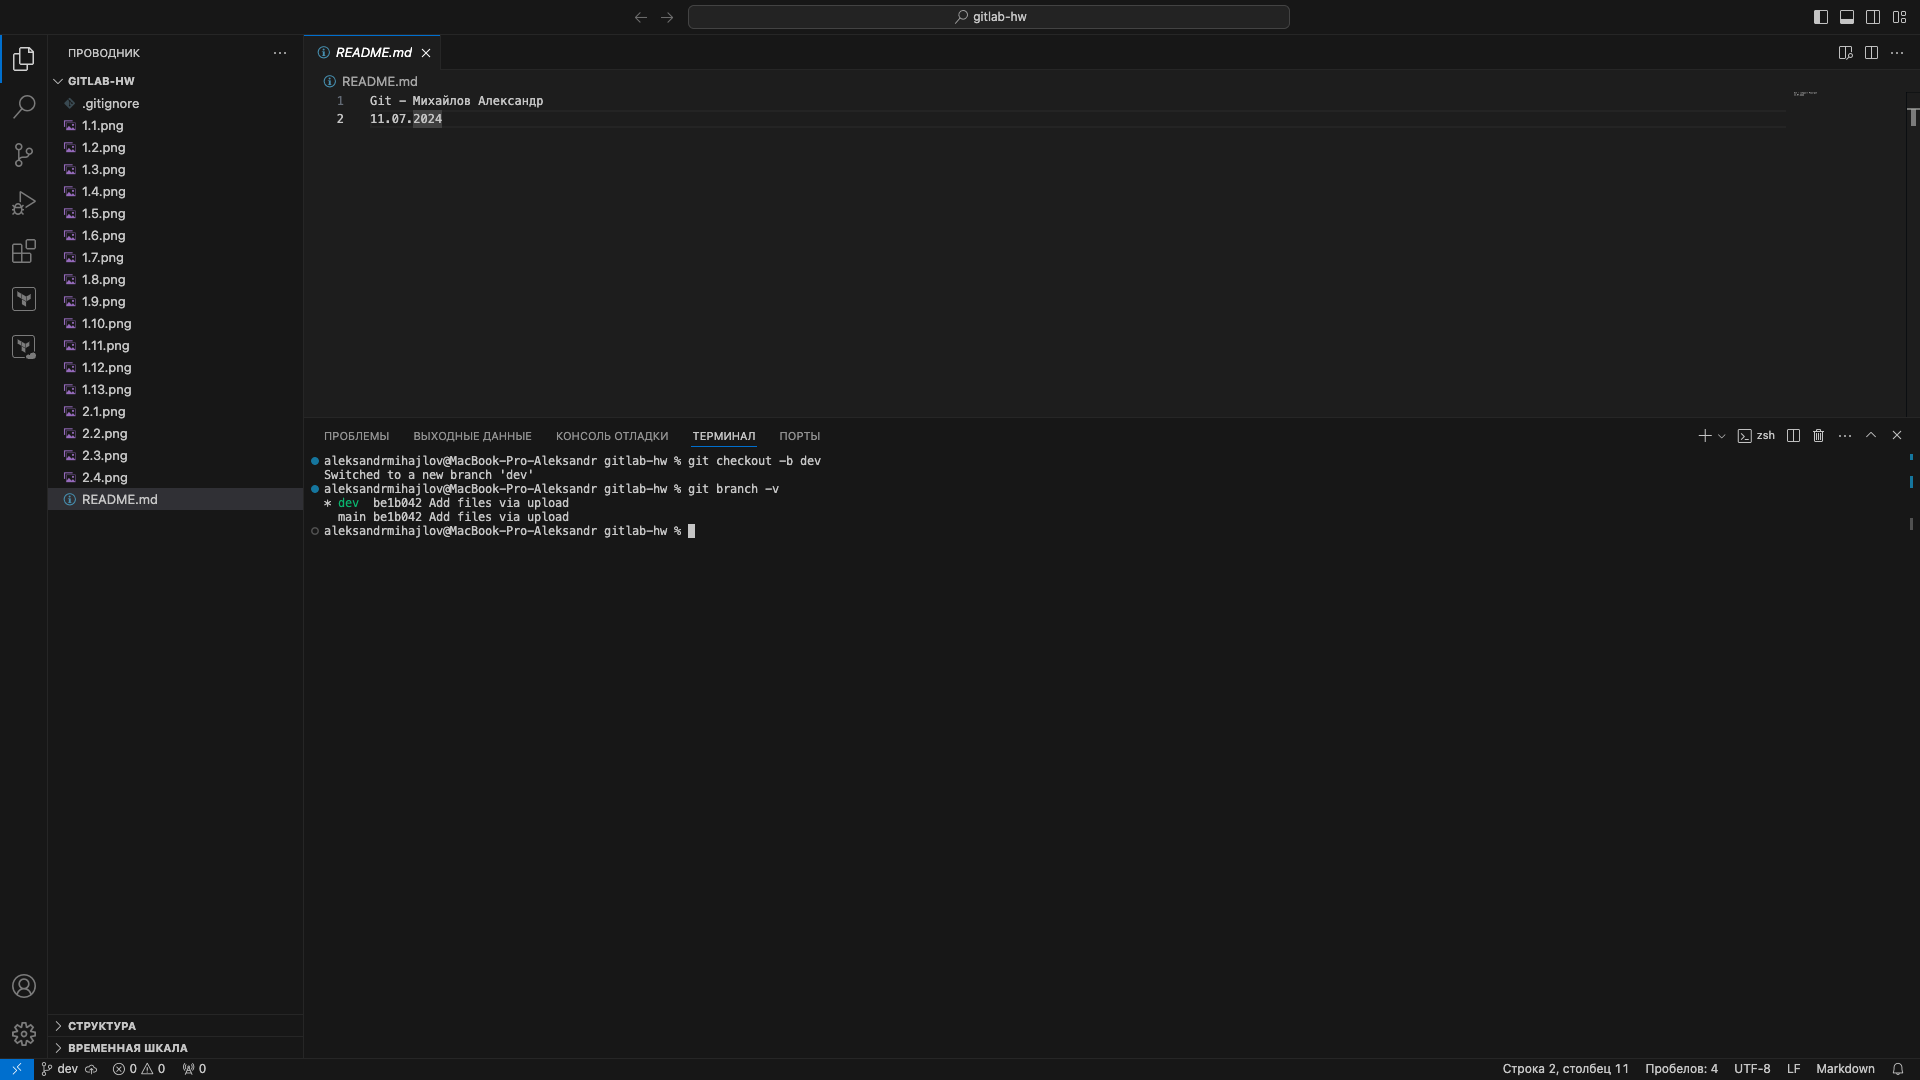 gitlab-hw
ПРОВОДНИК
GITLAB-HW
.gitignore
1.1.png
1.2.png
1.3.png
1.4.png
1.5.png
1.6.png
1.7.png
1.8.png
1.9.png
1.10.png
1.11.png
1.12.png
1.13.png
2.1.png
2.2.png
2.3.png
2.4.png
README.md
СТРУКТУРА
ВРЕМЕННАЯ ШКАЛА
README.md
README.md
1 Git - Михайлов Александр
2 11.07.2024
ПРОБЛЕМЫ ВЫХОДНЫЕ ДАННЫЕ КОНСОЛЬ ОТЛАДКИ ТЕРМИНАЛ ПОРТЫ
zsh
aleksandrmihajlov@MacBook-Pro-Aleksandr gitlab-hw % git checkout -b dev
Switched to a new branch 'dev'
aleksandrmihajlov@MacBook-Pro-Aleksandr gitlab-hw % git branch -v
* dev be1b042 Add files via upload
main be1b042 Add files via upload
aleksandrmihajlov@MacBook-Pro-Aleksandr gitlab-hw %
dev 0 0 0 Строка 2, столбец 11 Пробелов: 4 UTF-8 LF Markdown